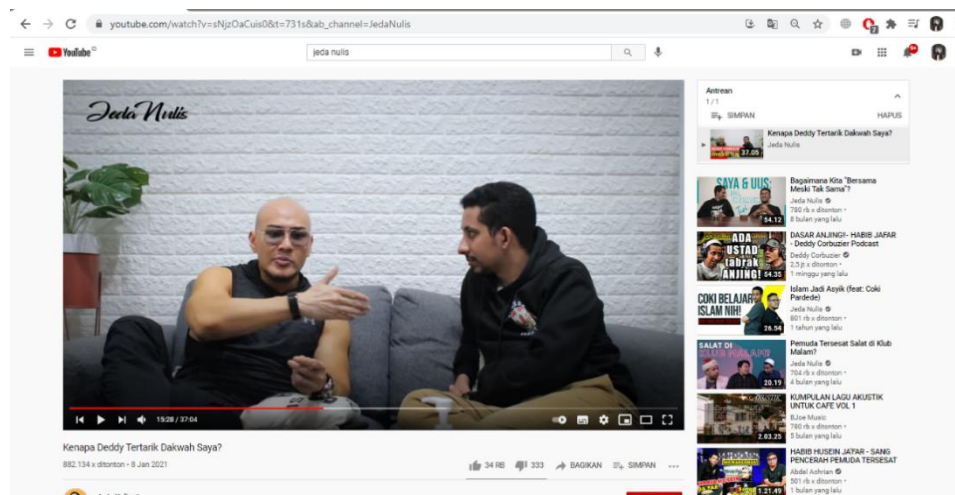 youtube.com/watch?v=sNjzOaCuis0&t=731s&ab_channel=JedaNulis
YouTube ID
jeda nulis
9+
Jeda Nulis
15:28 / 37:04
Kenapa Deddy Tertarik Dakwah Saya?
882.134 x ditonton • 8 Jan 2021
34 RB
333
BAGIKAN
SIMPAN
Antrean
1/1
SIMPAN
HAPUS
37.05
Kenapa Deddy Tertarik Dakwah Saya?
Jeda Nulis
SAYA & UUS:
54.12
Bagaimana Kita "Bersama
Meski Tak Sama"?
Jeda Nulis
780 rb x ditonton •
8 bulan yang lalu
ADA
USTAD
tabrak
ANJING!
54.35
DASAR ANJING!!- HABIB JAFAR
- Deddy Corbuzier Podcast
Deddy Corbuzier
2,5 jt x ditonton •
1 minggu yang lalu
COKI BELAJAR
ISLAM NIH!
26.54
Islam Jadi Asyik (feat: Coki
Pardede)
Jeda Nulis
801 rb x ditonton •
1 tahun yang lalu
SALAT DI
KLUB MALAM?
20.19
Pemuda Tersesat Salat di Klub
Malam?
Jeda Nulis
704 rb x ditonton •
4 bulan yang lalu
2.03.25
KUMPULAN LAGU AKUSTIK
UNTUK CAFE VOL 1
BJoe Music
780 rb x ditonton •
5 bulan yang lalu
1.21.49
HABIB HUSEIN JA'FAR - SANG
PENCERAH PEMUDA TERSESAT
Abdel Achrian
501 rb x ditonton •
1 bulan yang lalu